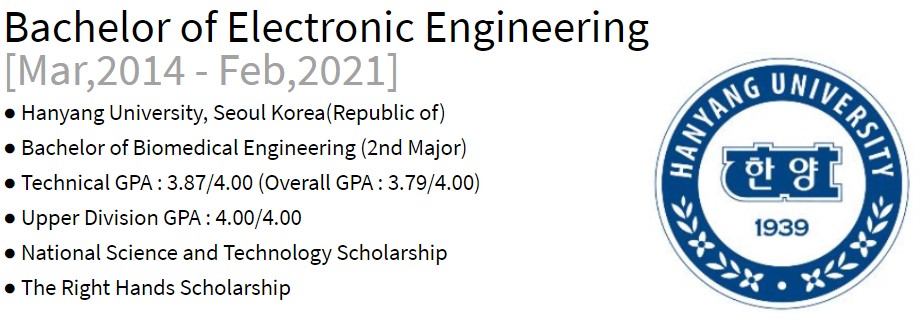 Bachelor of Electronic Engineering
[Mar,2014 - Feb,2021]
● Hanyang University, Seoul Korea(Republic of)
● Bachelor of Biomedical Engineering (2nd Major)
● Technical GPA : 3.87/4.00 (Overall GPA : 3.79/4.00)
● Upper Division GPA : 4.00/4.00
● National Science and Technology Scholarship
● The Right Hands Scholarship
HANYANG UNIVERSITY
한양
1939